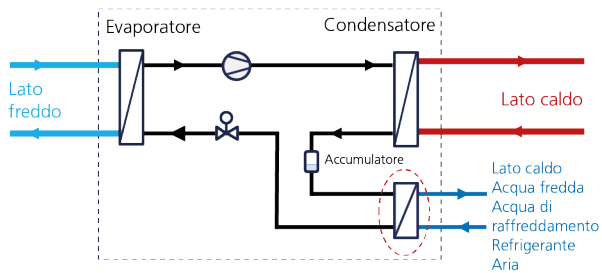 Evaporatore
Condensatore
Lato
freddo
Lato caldo
Accumulatore
Lato caldo
Acqua fredda
Acqua di
raffreddamento
Refrigerante
Aria